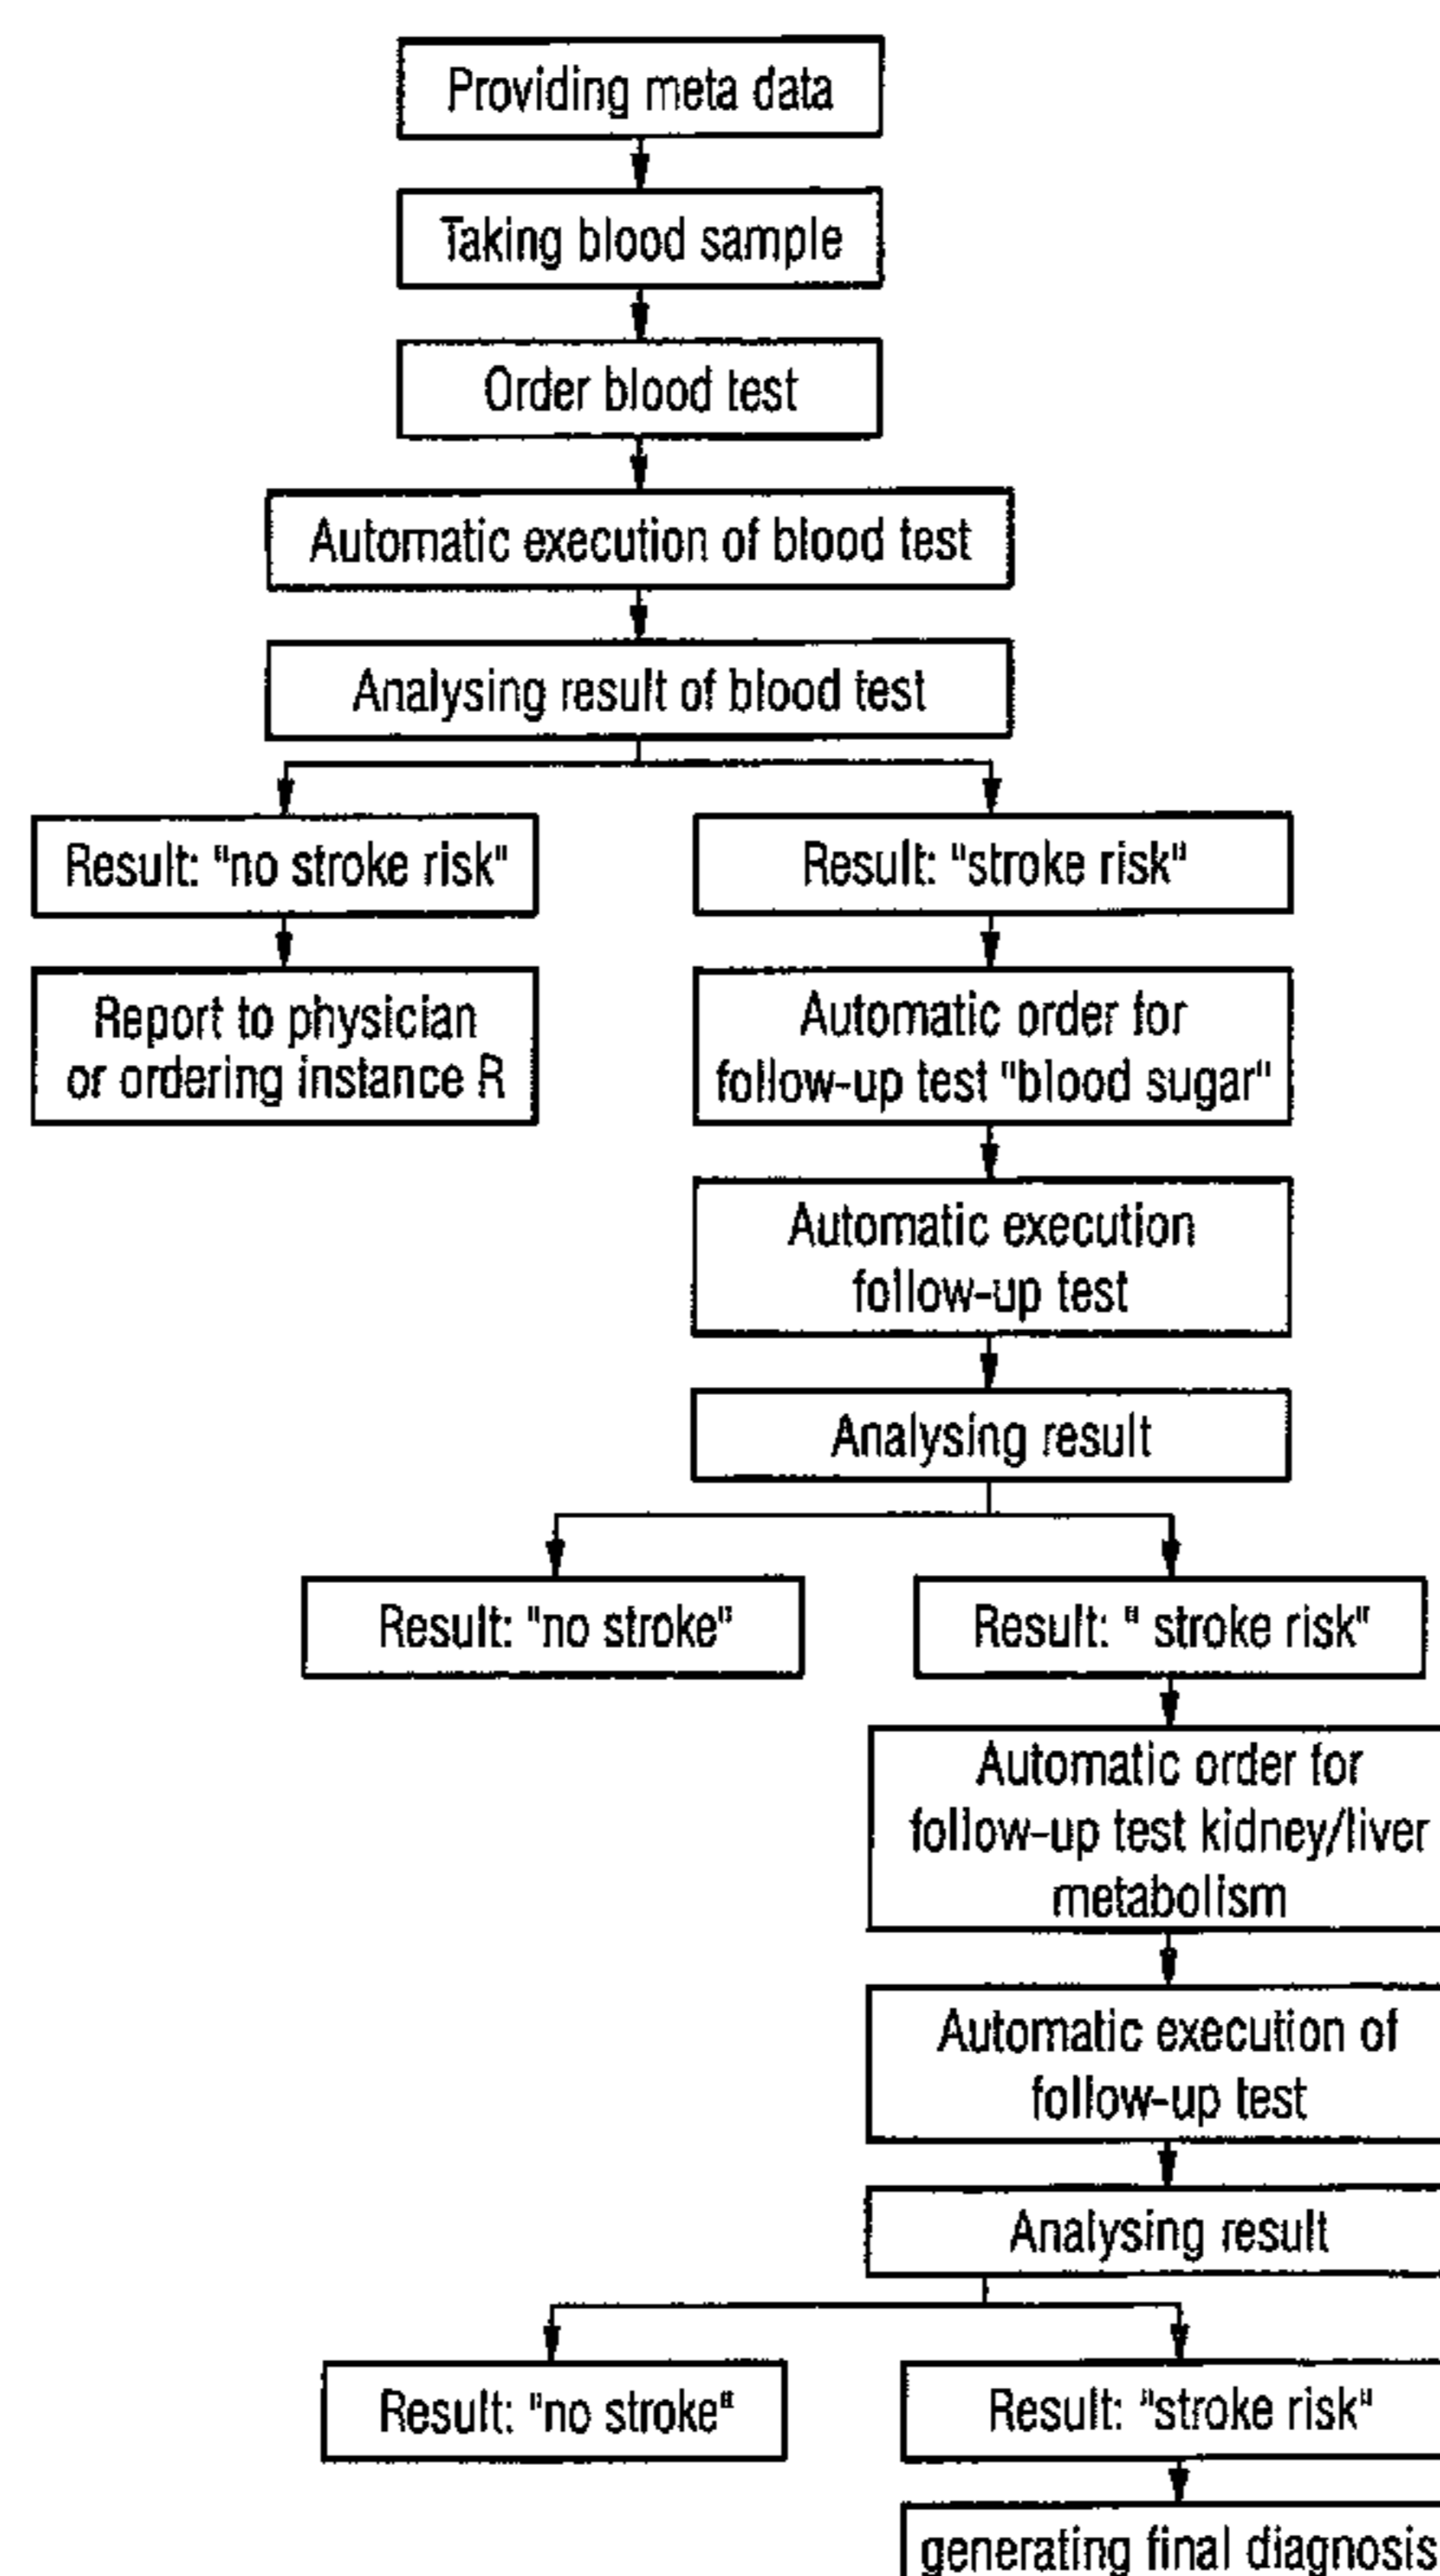 Providing meta data
Taking blood sample
Order blood test
Automatic execution of blood test
Analysing result of blood test
Result: "no stroke risk"
Result: "stroke risk"
Report to physician
or ordering instance R
Automatic order for
follow-up test "blood sugar"
Automatic execution
follow-up test
Analysing result
Result: "no stroke"
Result: " stroke risk"
Automatic order for
follow-up test kidney/liver
metabolism
Automatic execution of
follow-up test
Analysing result
Result: "no stroke"
Result: "stroke risk"
generating final diagnosis